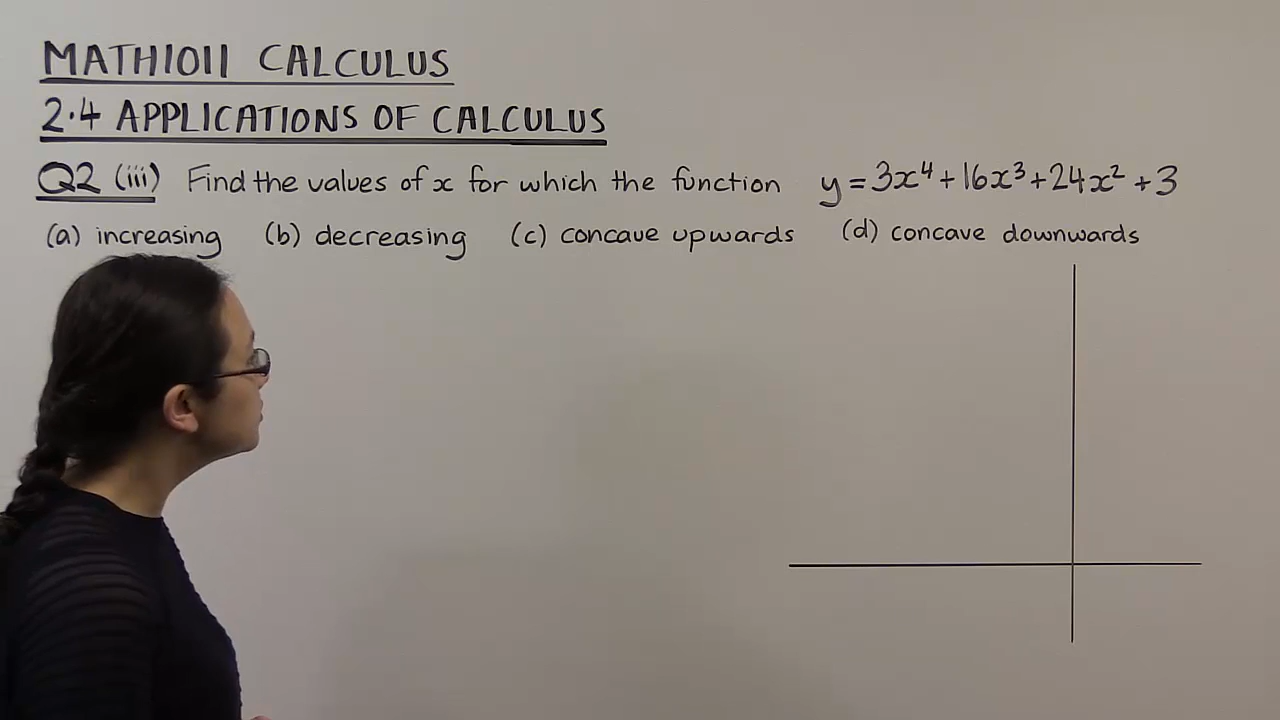 MATH1011 CALCULUS
2.4 APPLICATIONS OF CALCULUS
Q2 (iii) Find the values of x for which the function y = 3x⁴ + 16x³ + 24x² + 3
(a) increasing (b) decreasing (c) concave upwards (d) concave downwards